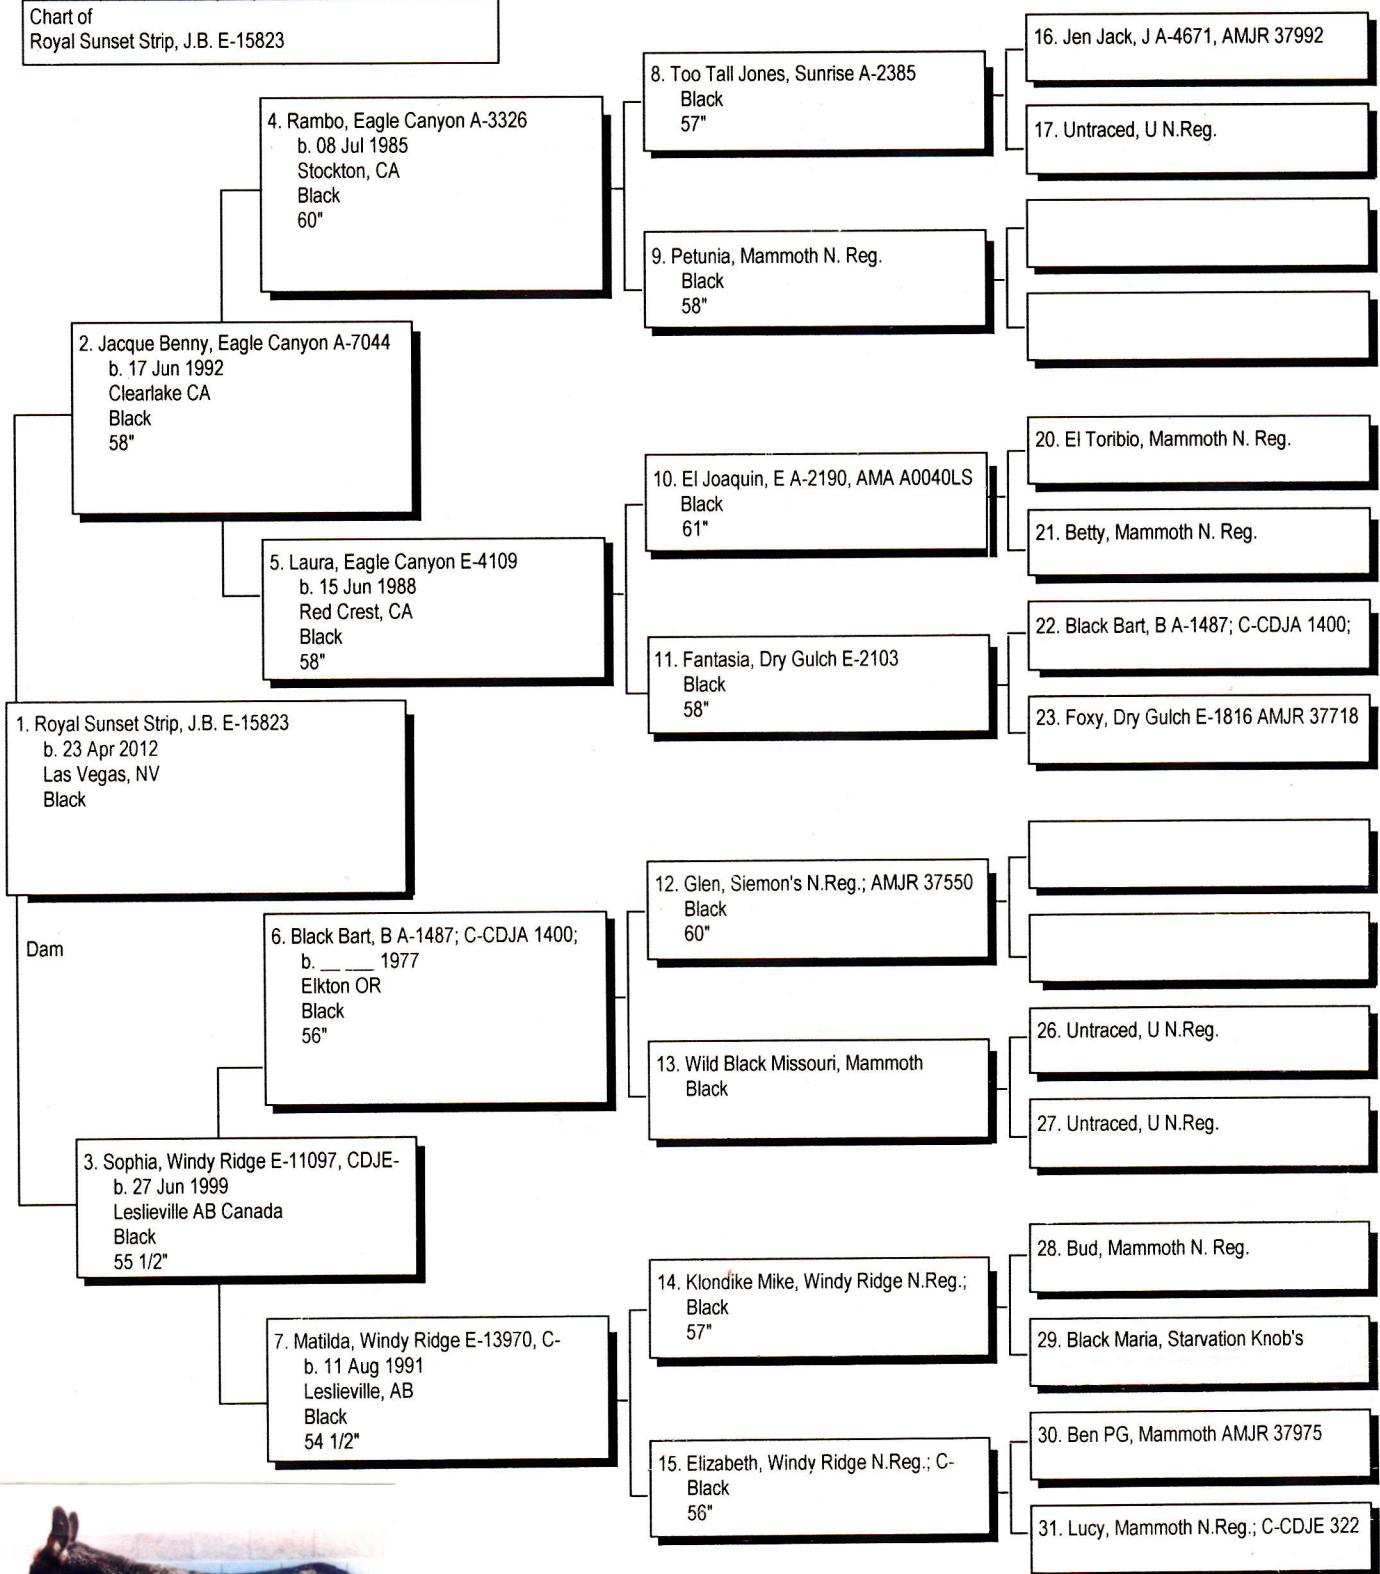 Chart of
Royal Sunset Strip, J.B. E-15823
16. Jen Jack, J A-4671, AMJR 37992
8. Too Tall Jones, Sunrise A-2385
Black
57"
17. Untraced, U N.Reg.
4. Rambo, Eagle Canyon A-3326
b. 08 Jul 1985
Stockton, CA
Black
60"
9. Petunia, Mammoth N. Reg.
Black
58"
2. Jacque Benny, Eagle Canyon A-7044
b. 17 Jun 1992
Clearlake CA
Black
58"
20. El Toribio, Mammoth N. Reg.
10. El Joaquin, E A-2190, AMA A0040LS
Black
61"
21. Betty, Mammoth N. Reg.
5. Laura, Eagle Canyon E-4109
b. 15 Jun 1988
Red Crest, CA
Black
58"
22. Black Bart, B A-1487; C-CDJA 1400;
11. Fantasia, Dry Gulch E-2103
Black
58"
23. Foxy, Dry Gulch E-1816 AMJR 37718
1. Royal Sunset Strip, J.B. E-15823
b. 23 Apr 2012
Las Vegas, NV
Black
12. Glen, Siemon's N.Reg.; AMJR 37550
Black
60"
Dam
6. Black Bart, B A-1487; C-CDJA 1400;
b. __ ___ 1977
Elkton OR
Black
56"
26. Untraced, U N.Reg.
13. Wild Black Missouri, Mammoth
Black
27. Untraced, U N.Reg.
3. Sophia, Windy Ridge E-11097, CDJE-
b. 27 Jun 1999
Leslieville AB Canada
Black
55 1/2"
28. Bud, Mammoth N. Reg.
14. Klondike Mike, Windy Ridge N.Reg.;
Black
57"
29. Black Maria, Starvation Knob's
7. Matilda, Windy Ridge E-13970, C-
b. 11 Aug 1991
Leslieville, AB
Black
54 1/2"
30. Ben PG, Mammoth AMJR 37975
15. Elizabeth, Windy Ridge N.Reg.; C-
Black
56"
31. Lucy, Mammoth N.Reg.; C-CDJE 322